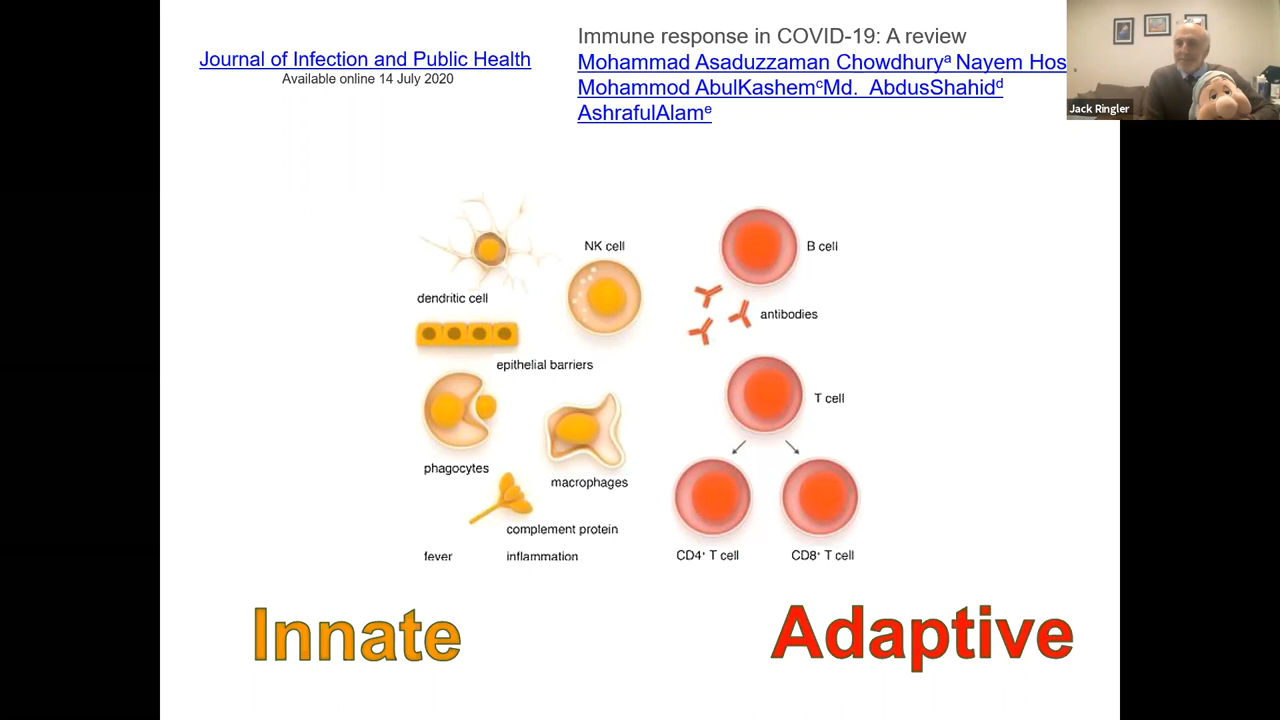 Journal of Infection and Public Health
Available online 14 July 2020
Immune response in COVID-19: A review
Mohammad Asaduzzaman Chowdhuryᵃ Nayem Hos
Mohammod AbulKashemᶜMd. AbdusShahidᵈ
AshrafulAlamᵉ
Jack Ringler
NK cell
dendritic cell
epithelial barriers
phagocytes
macrophages
complement protein
fever
inflammation
B cell
antibodies
T cell
CD4⁺ T cell
CD8⁺ T cell
Innate
Adaptive